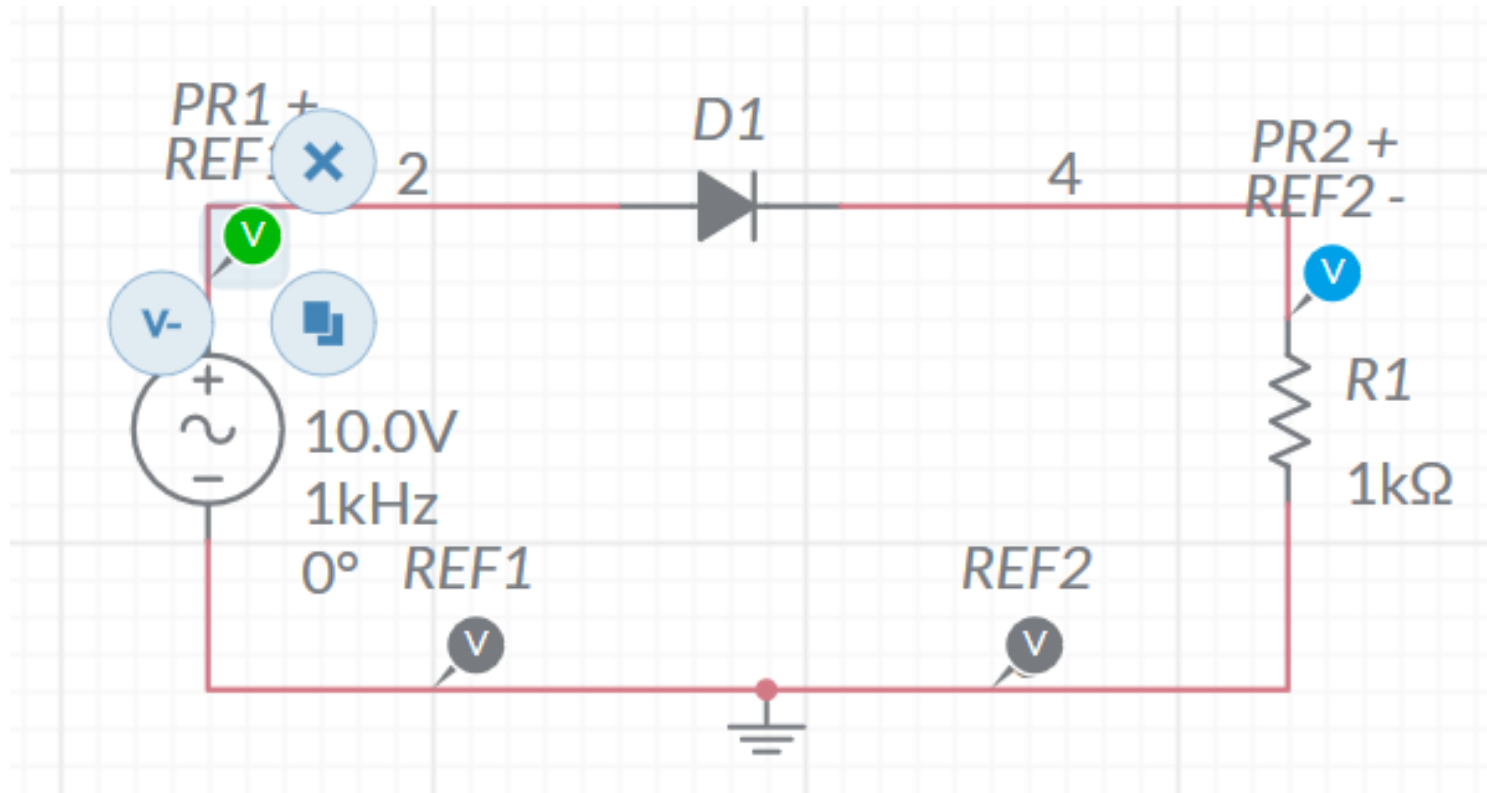 PR1 +
REF1
2
D1
4
PR2 +
REF2 -
V
V
V-
+
−
10.0V
1kHz
0°
R1
1kΩ
REF1
REF2
V
V